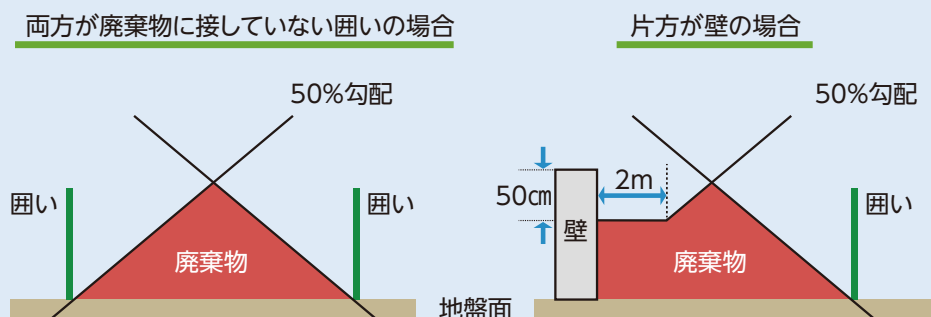 両方が廃棄物に接していない囲いの場合
50%勾配
囲い
囲い
廃棄物
地盤面
片方が壁の場合
50%勾配
50㎝
2m
壁
囲い
廃棄物